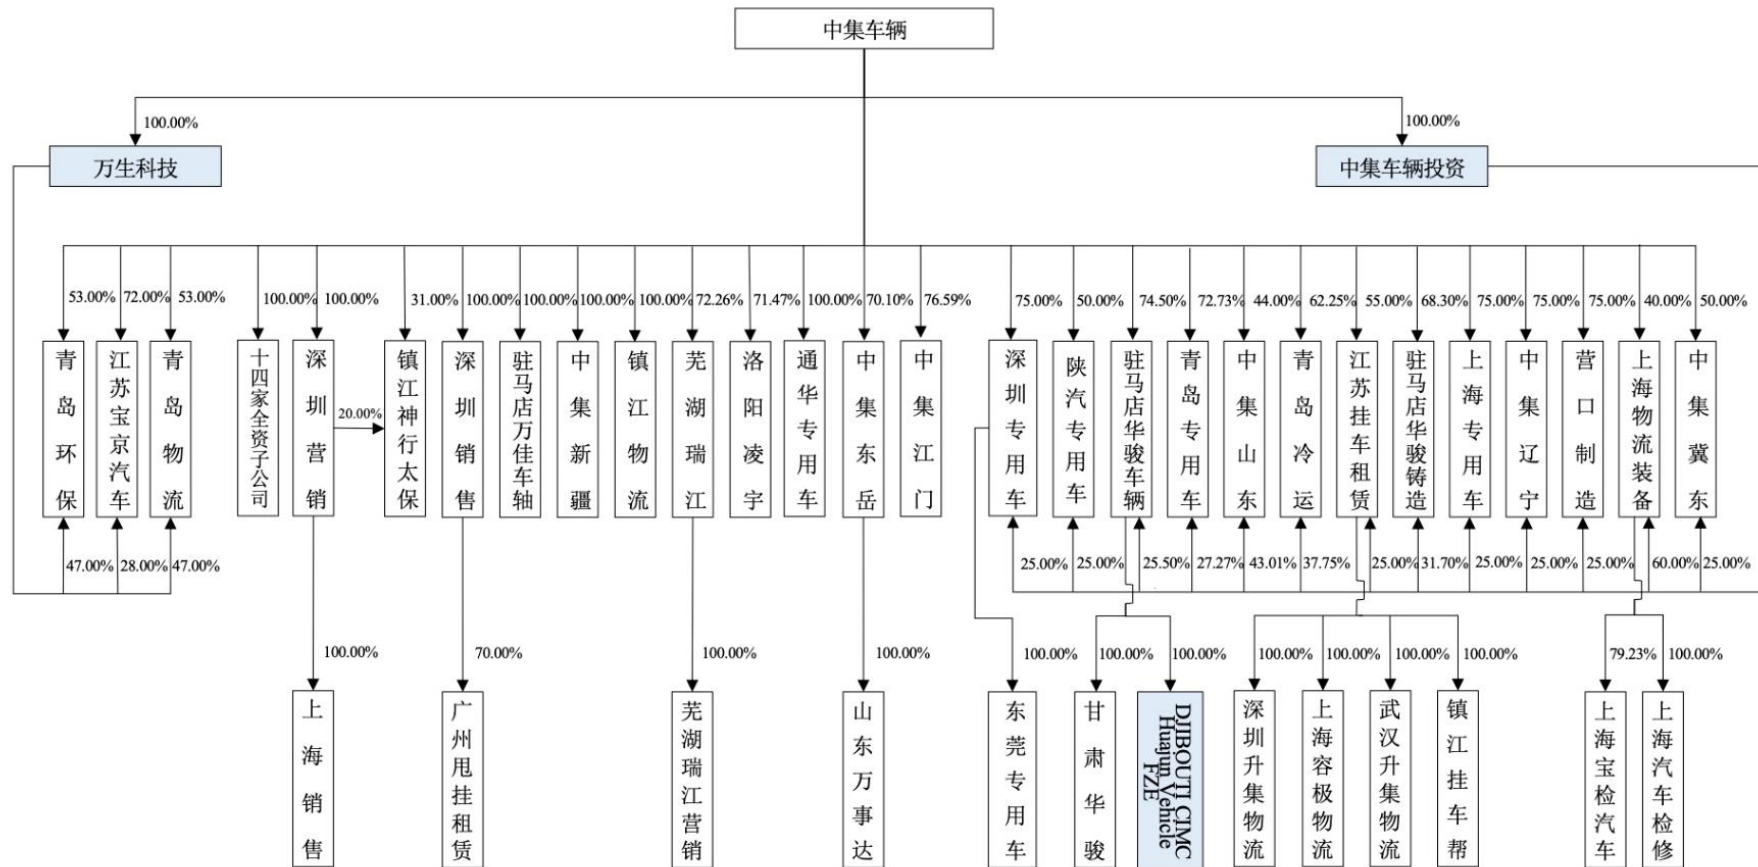 中集车辆
100.00%
100.00%
万生科技
中集车辆投资
53.00%
72.00%
53.00%
100.00%
100.00%
31.00%
100.00%
100.00%
100.00%
100.00%
72.26%
71.47%
100.00%
70.10%
76.59%
75.00%
50.00%
74.50%
72.73%
44.00%
62.25%
55.00%
68.30%
75.00%
75.00%
75.00%
40.00%
50.00%
青岛环保
江苏宝京汽车
青岛物流
十四家全资子公司
深圳营销
20.00%
镇江神行太保
深圳销售
驻马店万佳车轴
中集新疆
镇江物流
芜湖瑞江
洛阳凌宇
通华专用车
中集东岳
中集江门
深圳专用车
陕汽专用车
驻马店华骏车辆
青岛专用车
中集山东
青岛冷运
江苏挂车租赁
驻马店华骏铸造
上海专用车
中集辽宁
营口制造
上海物流装备
中集冀东
47.00%
28.00%
47.00%
25.00%
25.00%
25.50%
27.27%
43.01%
37.75%
25.00%
31.70%
25.00%
25.00%
25.00%
60.00%
25.00%
100.00%
70.00%
100.00%
100.00%
100.00%
100.00%
100.00%
100.00%
100.00%
100.00%
100.00%
79.23%
100.00%
上海销售
广州甩挂租赁
芜湖瑞江营销
山东万事达
东莞专用车
甘肃华骏
DJIBOUTI CIMC
Huajun Vehicle
FZE
深圳升集物流
上海容极物流
武汉升集物流
镇江挂车帮
上海宝检汽车
上海汽车检修